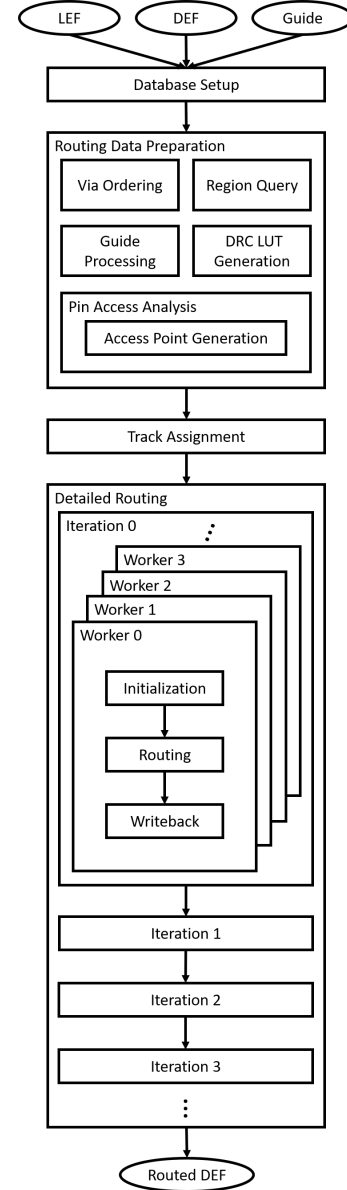 LEF
DEF
Guide
Database Setup
Routing Data Preparation
Via Ordering
Region Query
Guide
Processing
DRC LUT
Generation
Pin Access Analysis
Access Point Generation
Track Assignment
Detailed Routing
Iteration 0
Worker 3
Worker 2
Worker 1
Worker 0
Initialization
Routing
Writeback
Iteration 1
Iteration 2
Iteration 3
Routed DEF